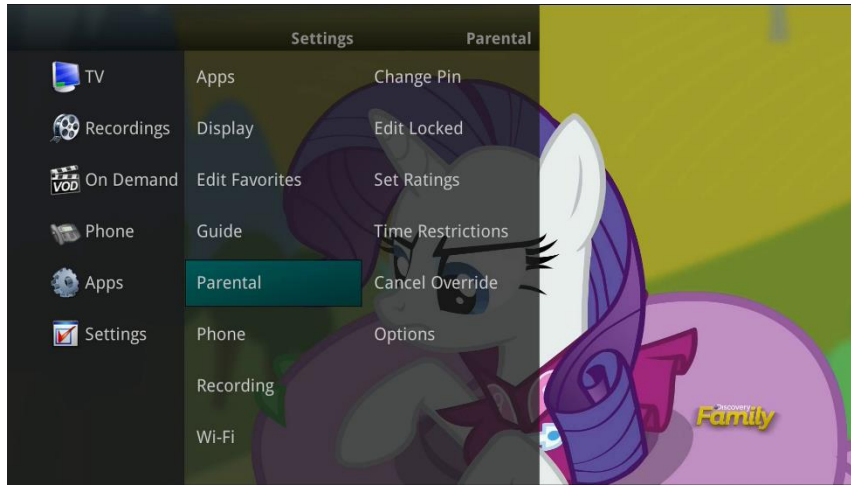 Settings
Parental
TV
Recordings
VOD
On Demand
Phone
Apps
Settings
Apps
Display
Edit Favorites
Guide
Parental
Phone
Recording
Wi-Fi
Change Pin
Edit Locked
Set Ratings
Time Restrictions
Cancel Override
Options
Discovery
Family